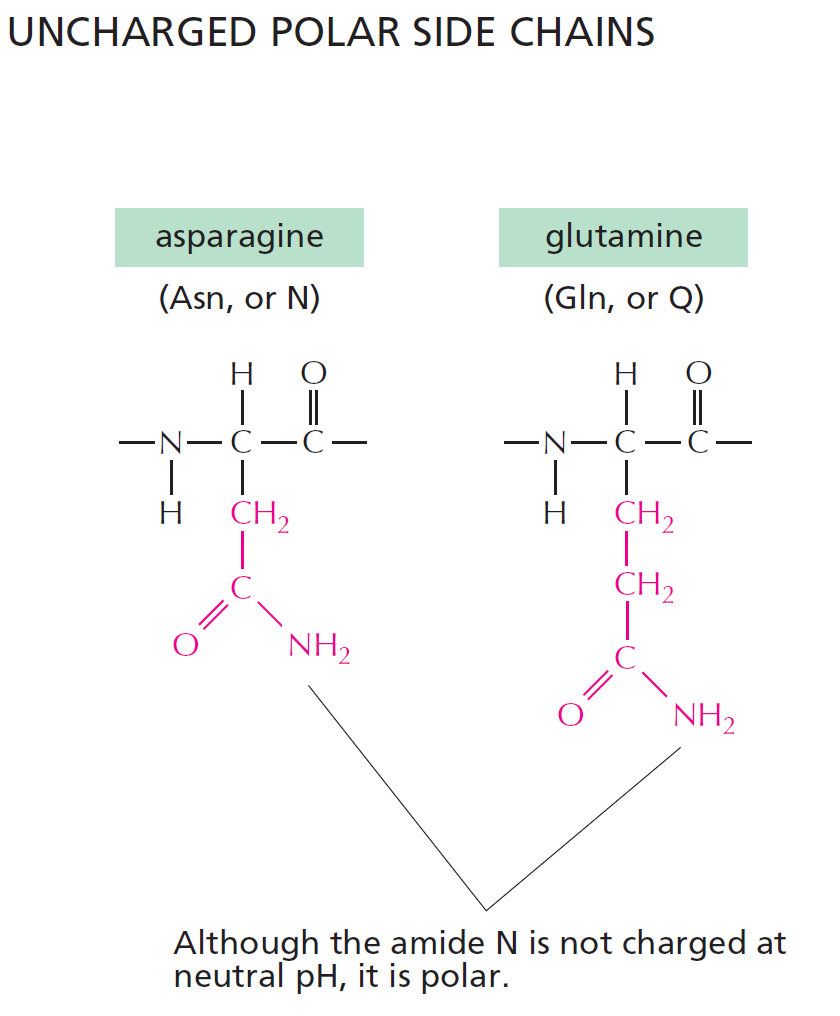 UNCHARGED POLAR SIDE CHAINS
asparagine
glutamine
(Asn, or N)
(Gln, or Q)
H O
N C C
H CH₂
C
O NH₂
H O
N C C
H CH₂
CH₂
C
O NH₂
Although the amide N is not charged at
neutral pH, it is polar.